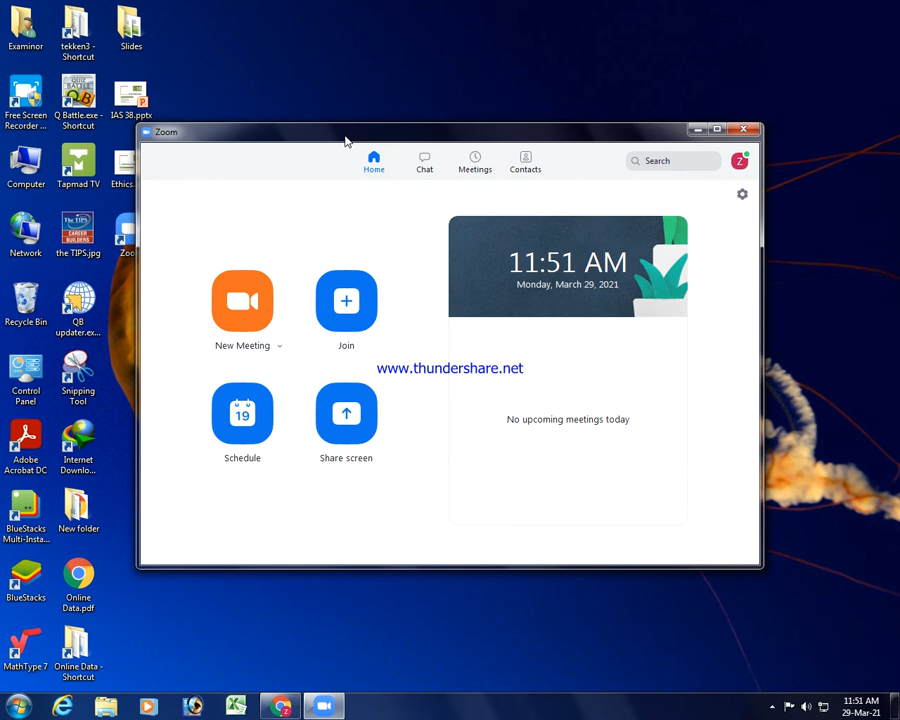 Examinor
tekken3 -
Shortcut
Slides
Free Screen
Recorder ...
Q Battle.exe -
Shortcut
IAS 38.pptx
Computer
Tapmad TV
Ethics.
Network
the TIPS.jpg
Zoo
Recycle Bin
QB
updater.ex...
Control
Panel
Snipping
Tool
Adobe
Acrobat DC
Internet
Downlo...
BlueStacks
Multi-Insta...
New folder
BlueStacks
Online
Data.pdf
MathType 7
Online Data -
Shortcut
Zoom
Home
Chat
Meetings
Contacts
Search
Z
11:51 AM
Monday, March 29, 2021
New Meeting
Join
www.thundershare.net
19
Schedule
Share screen
No upcoming meetings today
11:51 AM
29-Mar-21